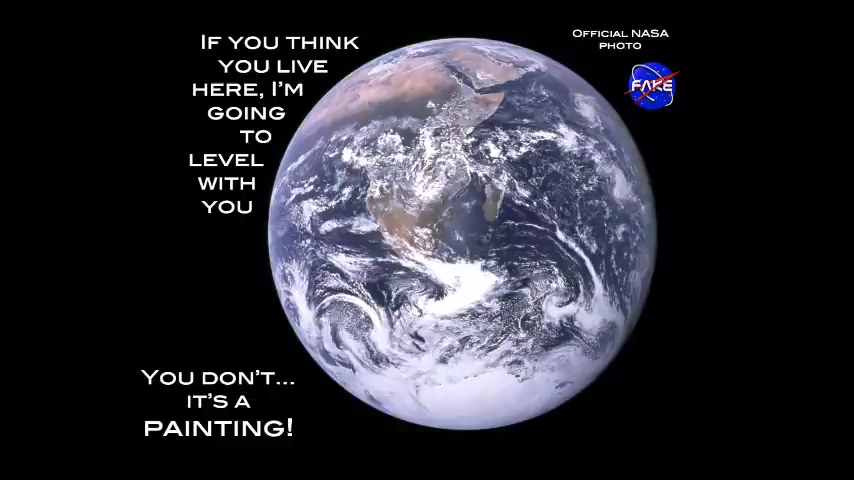 If you think
you live
here, I'm
going
to
level
with
you
Official NASA
photo
FAKE
You don't...
it's a
painting!